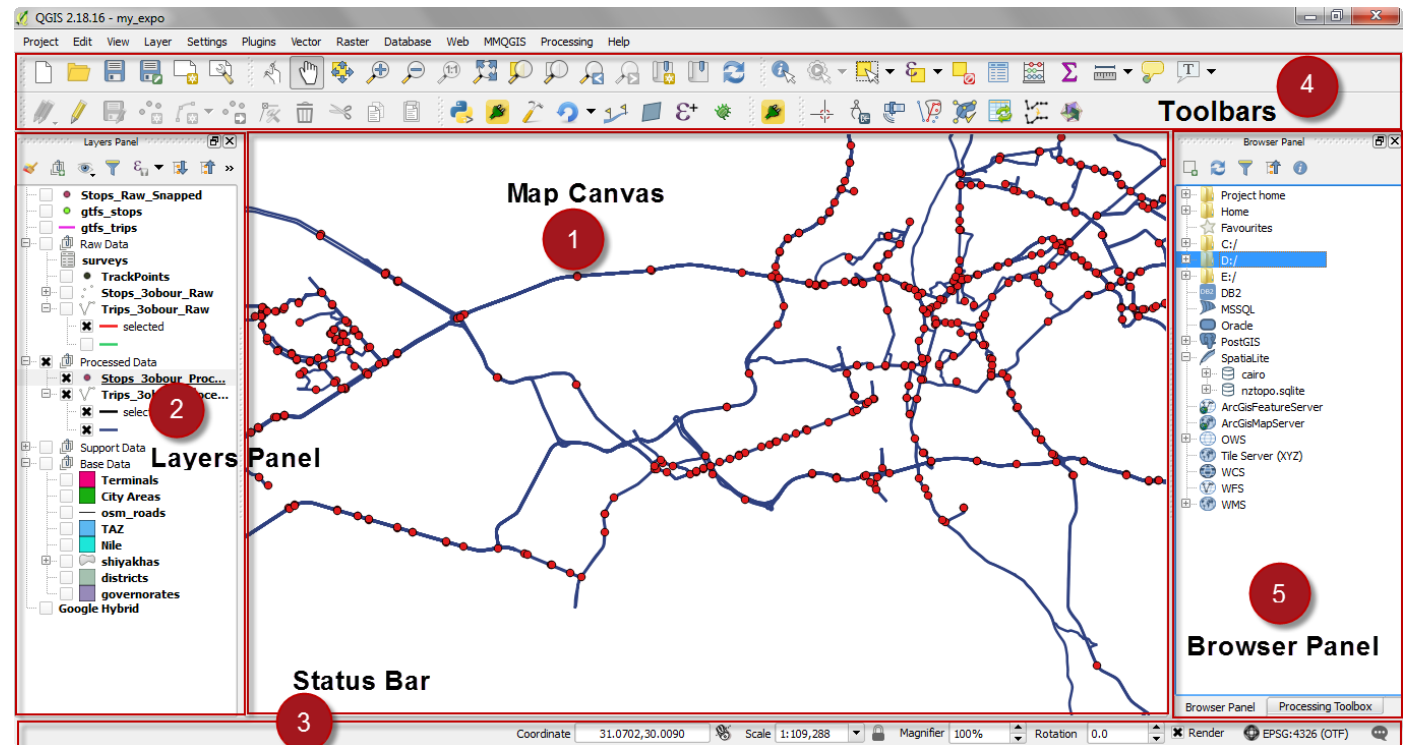 QGIS 2.18.16 - my_expo
Project Edit View Layer Settings Plugins Vector Raster Database Web MMQGIS Processing Help
4
Toolbars
Layers Panel
Stops_Raw_Snapped
gtfs_stops
gtfs_trips
Raw Data
surveys
TrackPoints
Stops_3obour_Raw
Trips_3obour_Raw
selected
Processed Data
Stops_3obour_Proc...
2
Layers Panel
Support Data
Base Data
Terminals
City Areas
osm_roads
TAZ
Nile
shiyakhas
districts
governorates
Google Hybrid
Map Canvas
1
Status Bar
3
Browser Panel
Project home
Home
Favourites
C:/
D:/
E:/
DB2
MSSQL
Oracle
PostGIS
SpatiaLite
cairo
nztopo.sqlite
ArcGisFeatureServer
ArcGisMapServer
OWS
Tile Server (XYZ)
WCS
WFS
WMS
5
Browser Panel
Browser Panel Processing Toolbox
Coordinate 31.0702,30.0090 Scale 1:109,288 Magnifier 100% Rotation 0.0 Render EPSG:4326 (OTF)